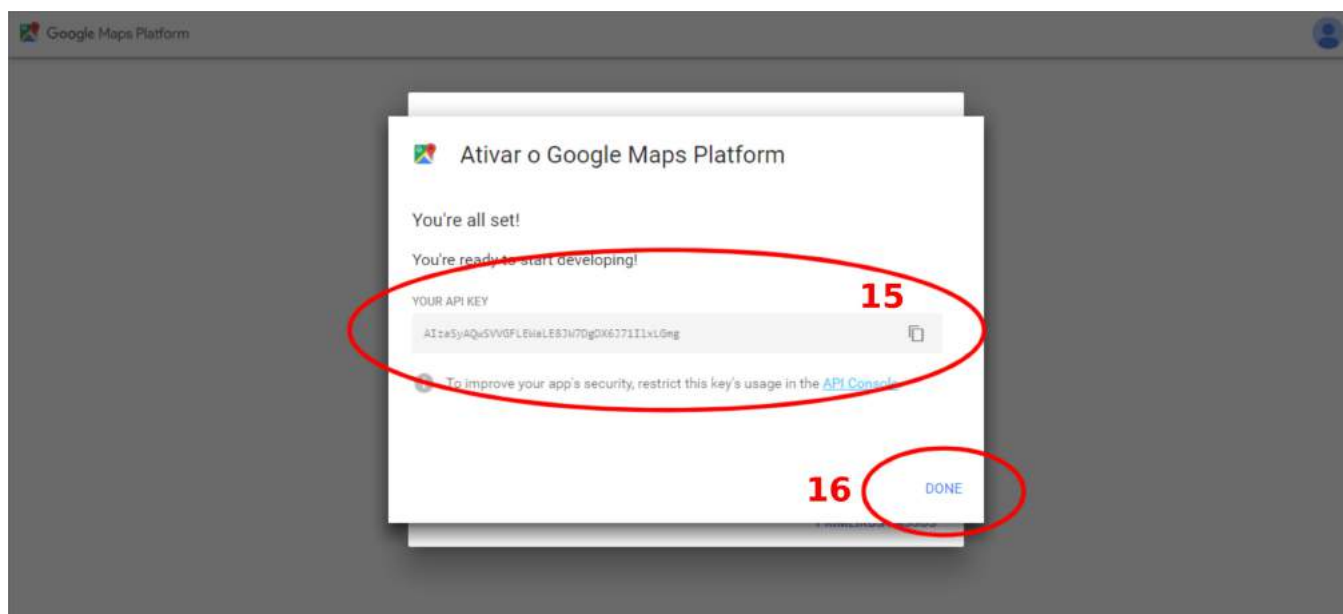 Google Maps Platform
Ativar o Google Maps Platform
You're all set!
You're ready to start developing!
15
YOUR API KEY
To improve your app's security, restrict this key's usage in the API Console
16
DONE